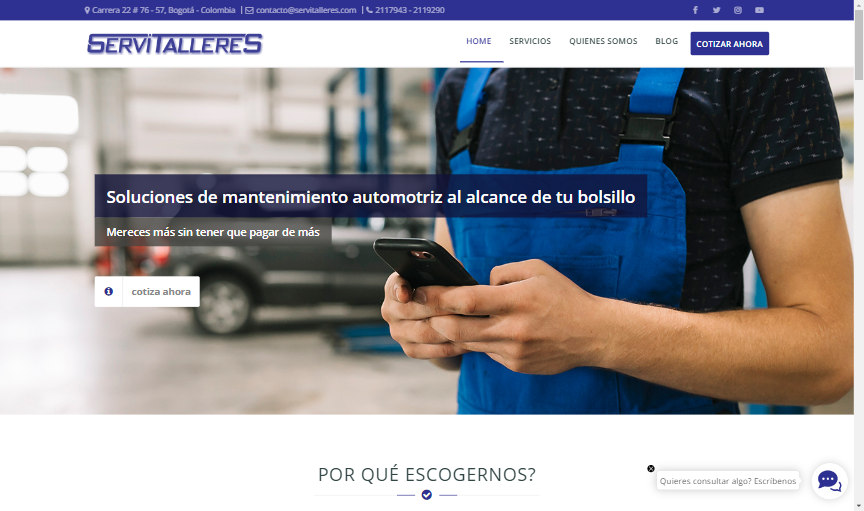 Carrera 22 # 76 - 57, Bogotá - Colombia | contacto@servitalleres.com | 2117943 - 2119290
SERVITALLERES
HOME SERVICIOS QUIENES SOMOS BLOG COTIZAR AHORA
Soluciones de mantenimiento automotriz al alcance de tu bolsillo
Mereces más sin tener que pagar de más
cotiza ahora
POR QUÉ ESCOGERNOS?
Quieres consultar algo? Escribenos